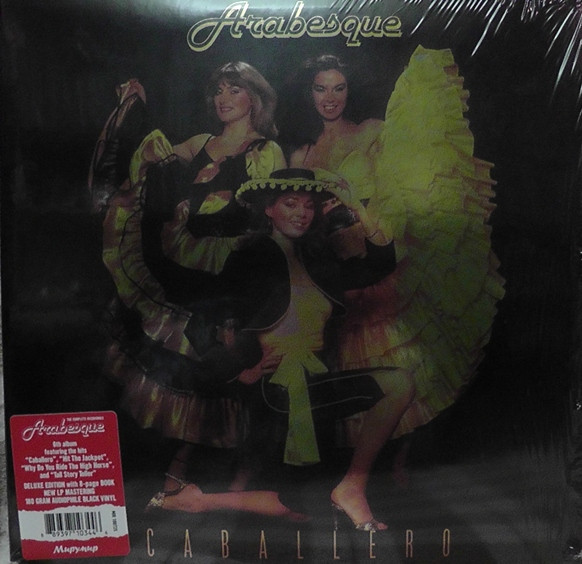 Arabesque
THE COMPLETE RECORDINGS
Arabesque
6th album
featuring the hits
"Caballero", "Hit The Jackpot",
"Why Do You Ride The High Horse",
and "Tall Story Teller"
DELUXE EDITION with 8-page BOOK
NEW LP MASTERING
180 GRAM AUDIOPHILE BLACK VINYL
Мирумир
CABALLERO